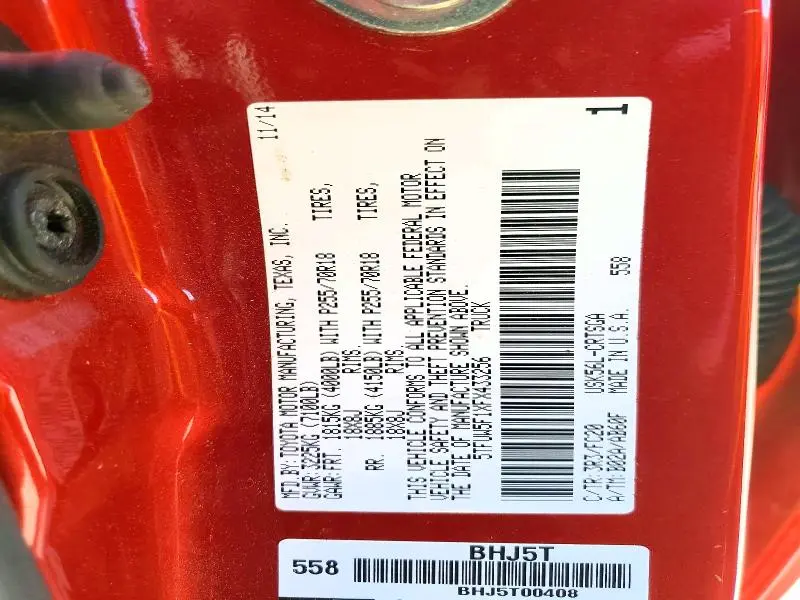 MFD.BY:TOYOTA MOTOR MANUFACTURING, TEXAS, INC. 11/14
GVWR:3225KG (7100LB)
GAWR:FRT. 1815KG (4000LB) WITH P255/70R18 TIRES,
18X8J RIMS.
RR. 1885KG (4150LB) WITH P255/70R18 TIRES,
18X8J RIMS.
THIS VEHICLE CONFORMS TO ALL APPLICABLE FEDERAL MOTOR
VEHICLE SAFETY AND THEFT PREVENTION STANDARDS IN EFFECT ON
THE DATE OF MANUFACTURE SHOWN ABOVE.
5TFUW5F1XFX433256 TRUCK
C/TR:3R3/FC20 USK56L-CRTSGA 558
A/TM:B02A/AB60F MADE IN U.S.A. 1
BHJ5T
558
BHJ5T00408